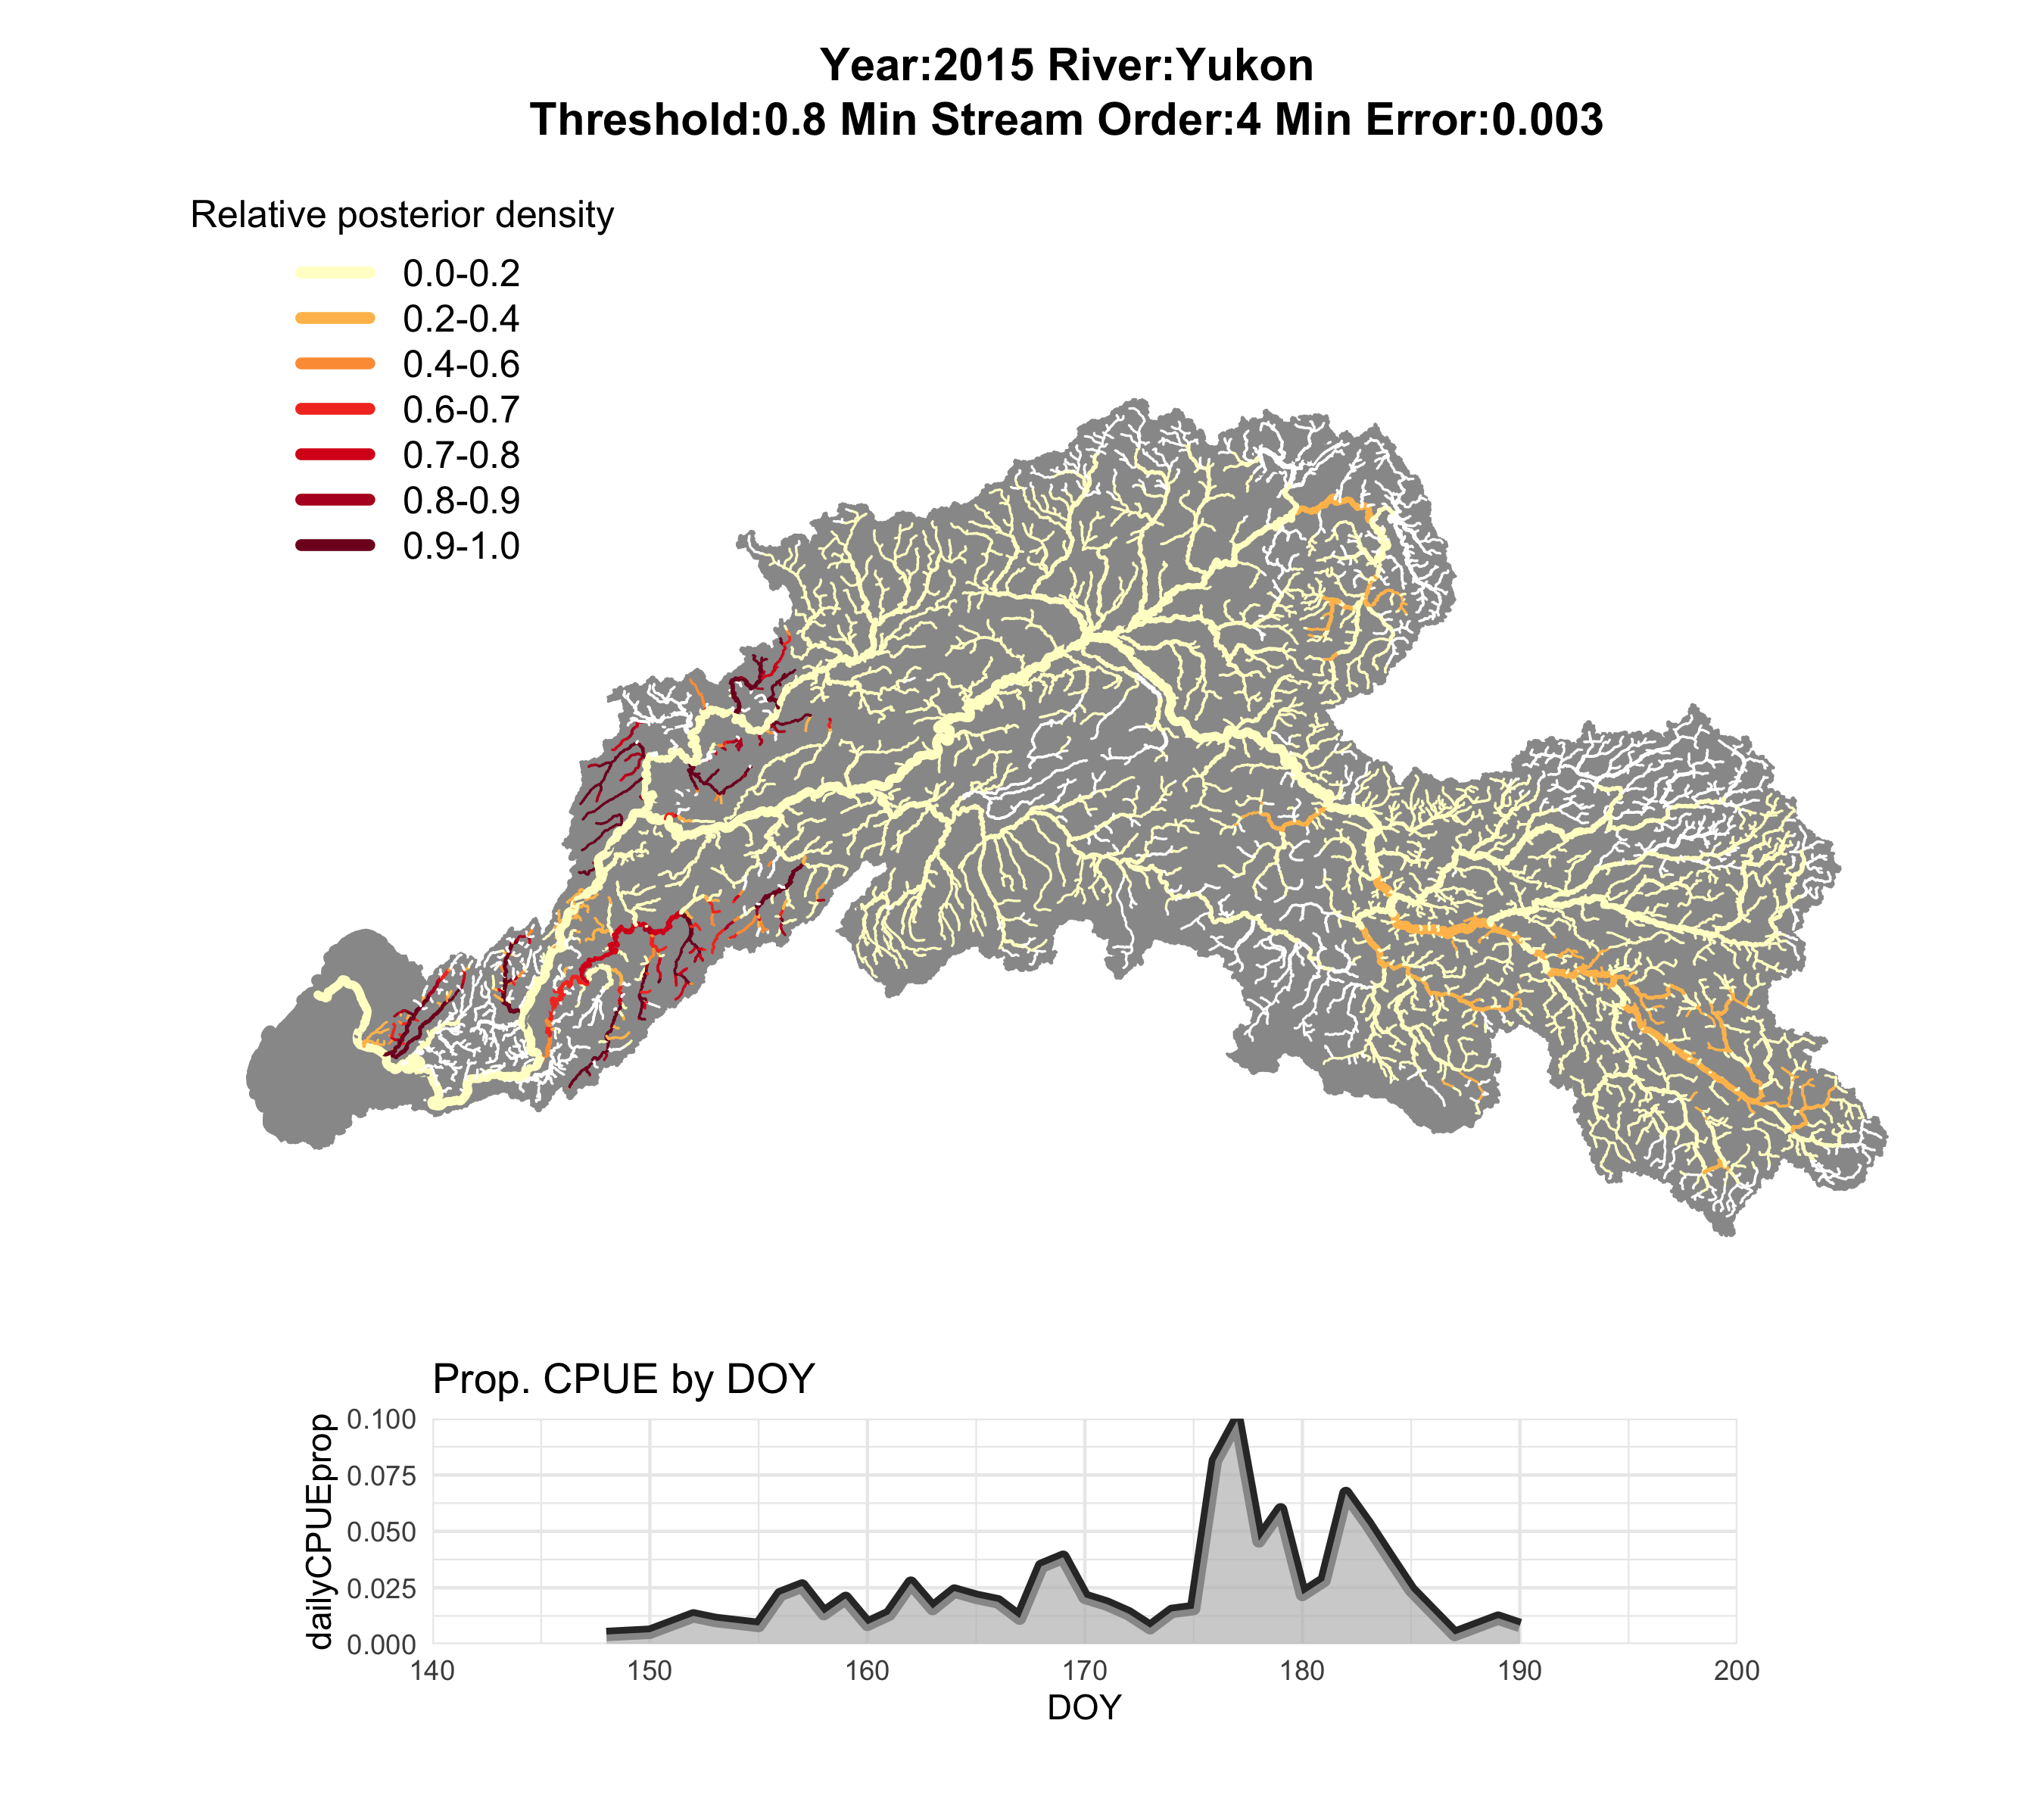 Year:2015 River:Yukon
Threshold:0.8 Min Stream Order:4 Min Error:0.003
Relative posterior density
0.0-0.2
0.2-0.4
0.4-0.6
0.6-0.7
0.7-0.8
0.8-0.9
0.9-1.0
Prop. CPUE by DOY
dailyCPUEprop
0.100
0.075
0.050
0.025
0.000
140 150 160 170 180 190 200
DOY